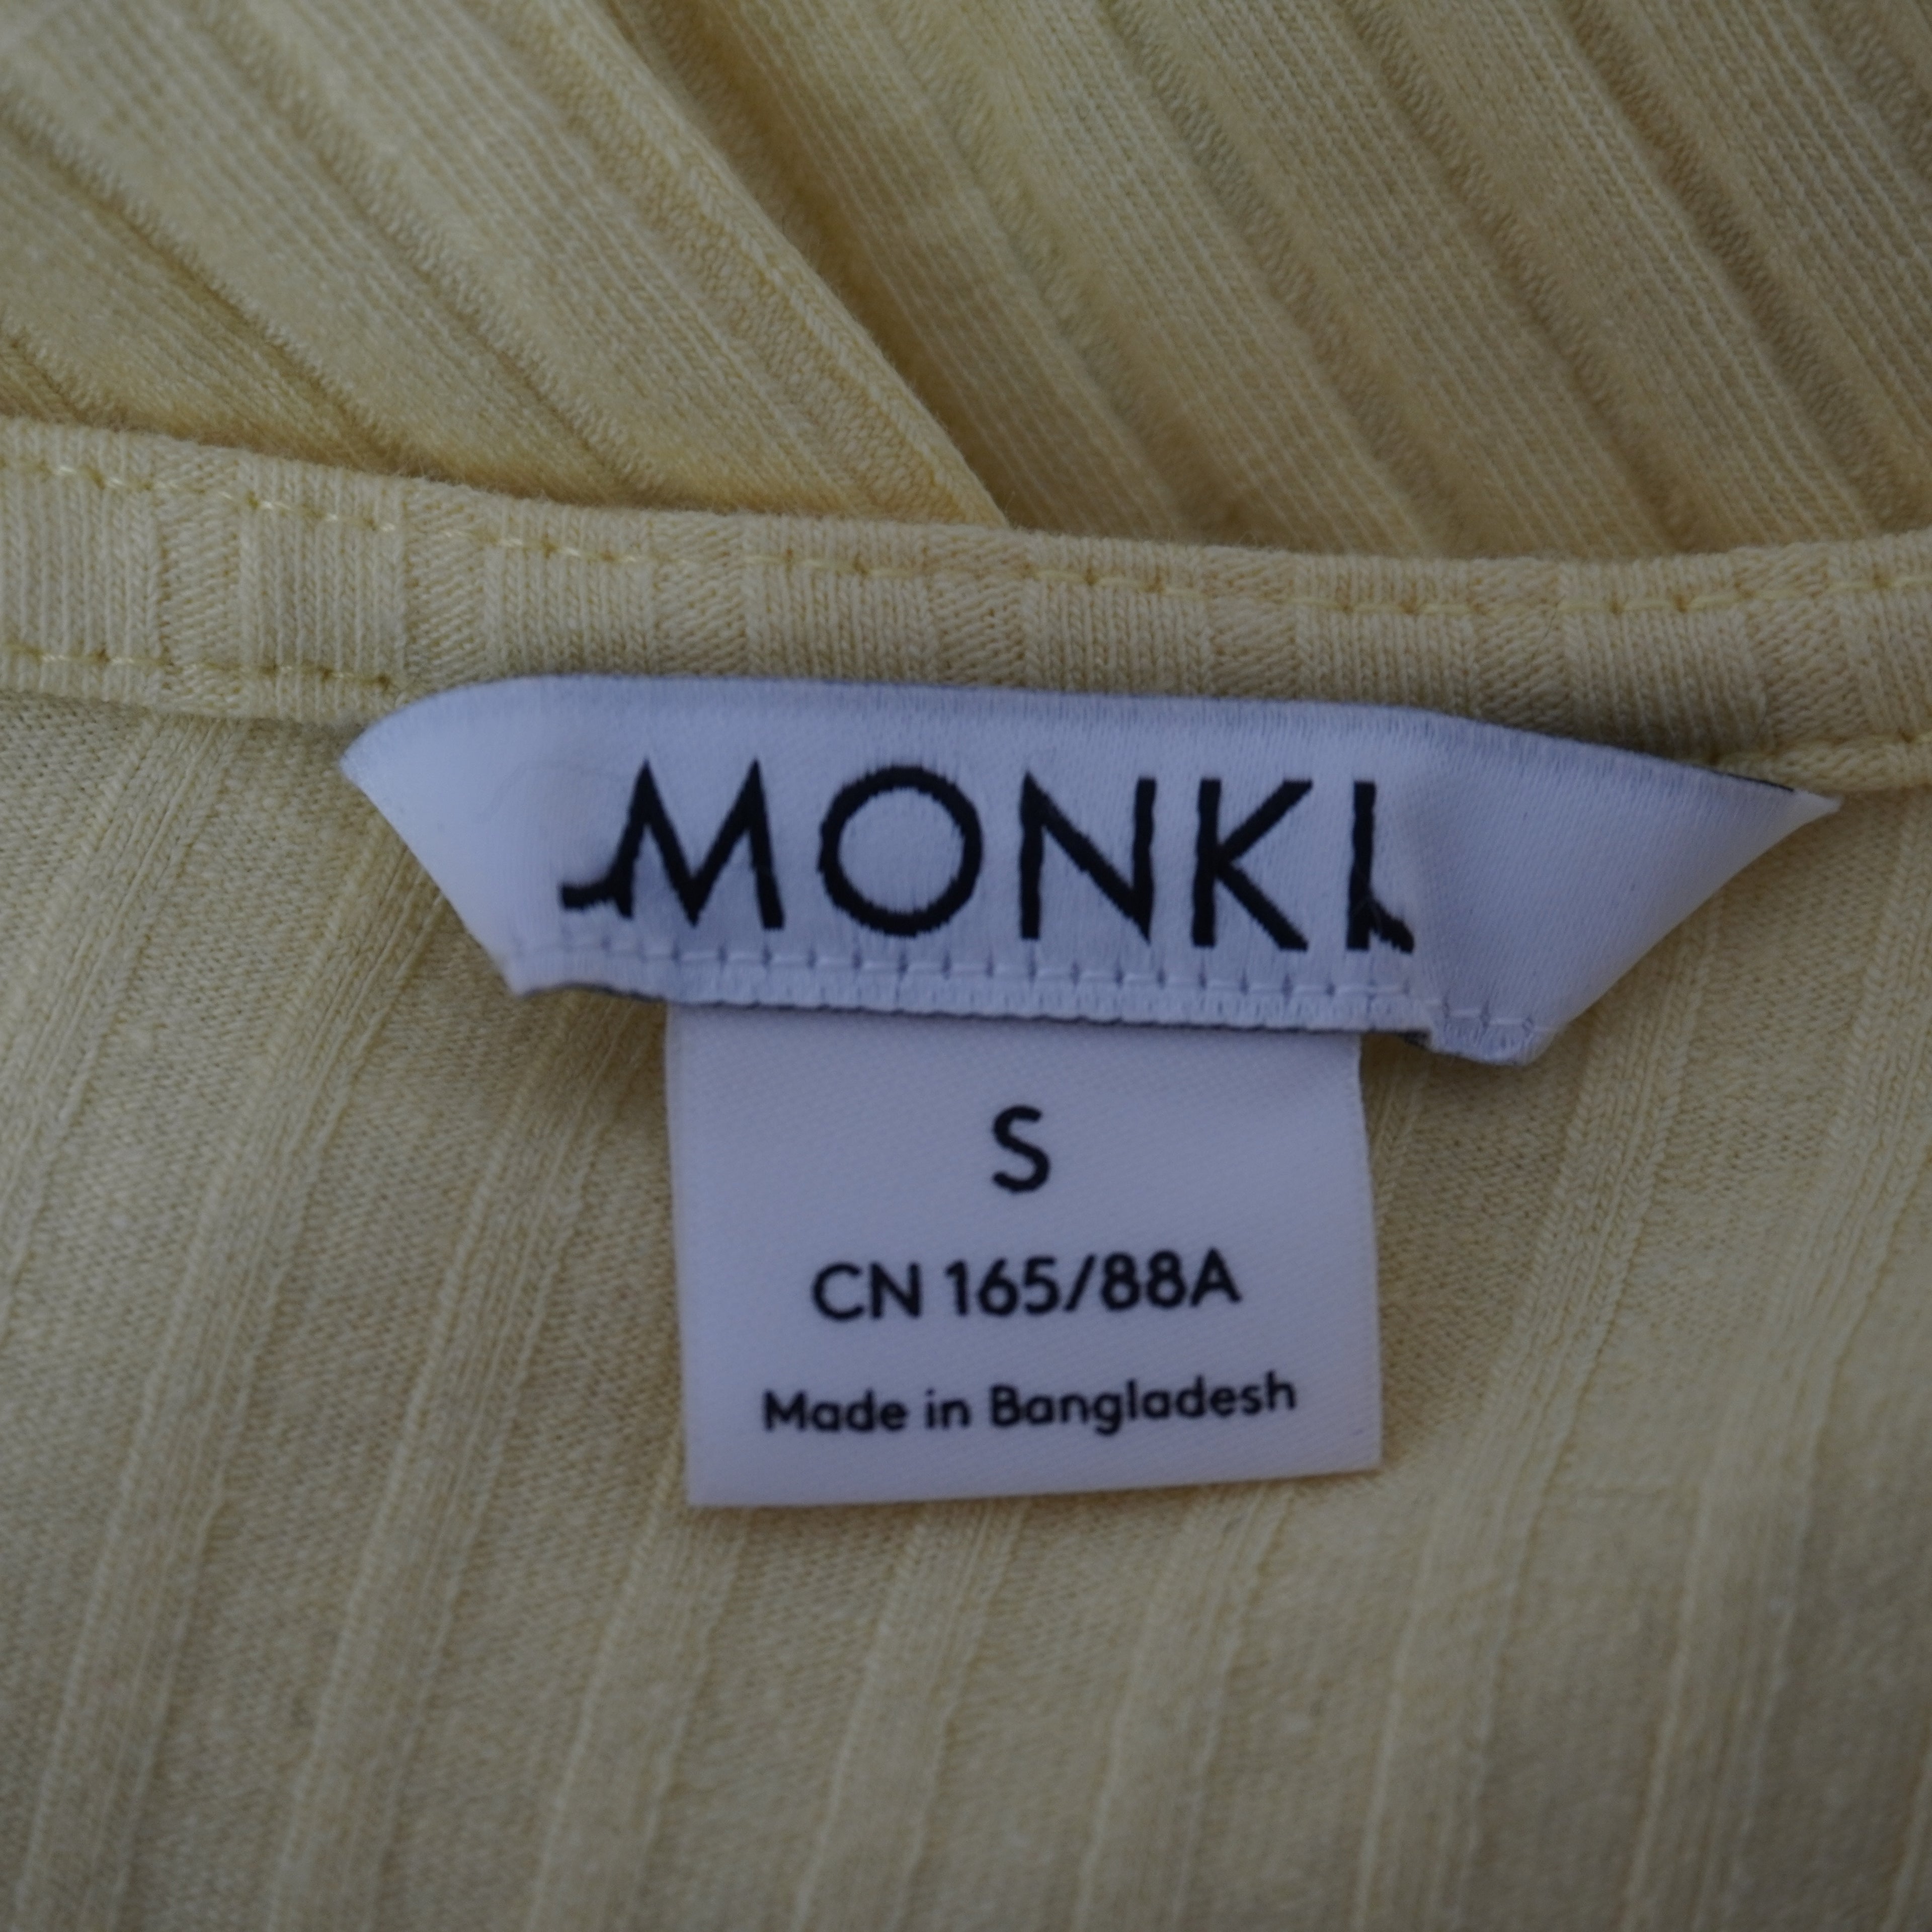 MONKI
S
CN 165/88A
Made in Bangladesh